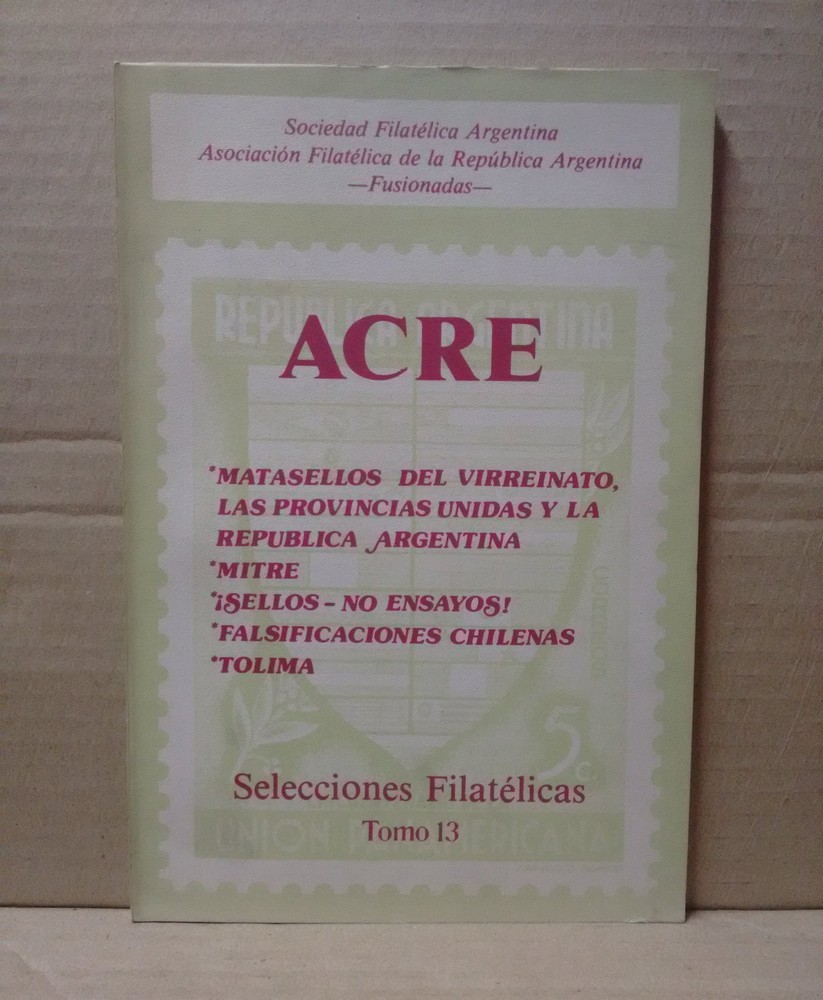 Sociedad Filatélica Argentina
Asociación Filatélica de la República Argentina
—Fusionadas—
REPUBLICA ARGENTINA
ACRE
*MATASELLOS DEL VIRREINATO,
LAS PROVINCIAS UNIDAS Y LA
REPUBLICA ARGENTINA
*MITRE
*¡SELLOS - NO ENSAYOS!
*FALSIFICACIONES CHILENAS
*TOLIMA
5c
Selecciones Filatélicas
Tomo 13
UNION PANAMERICANA